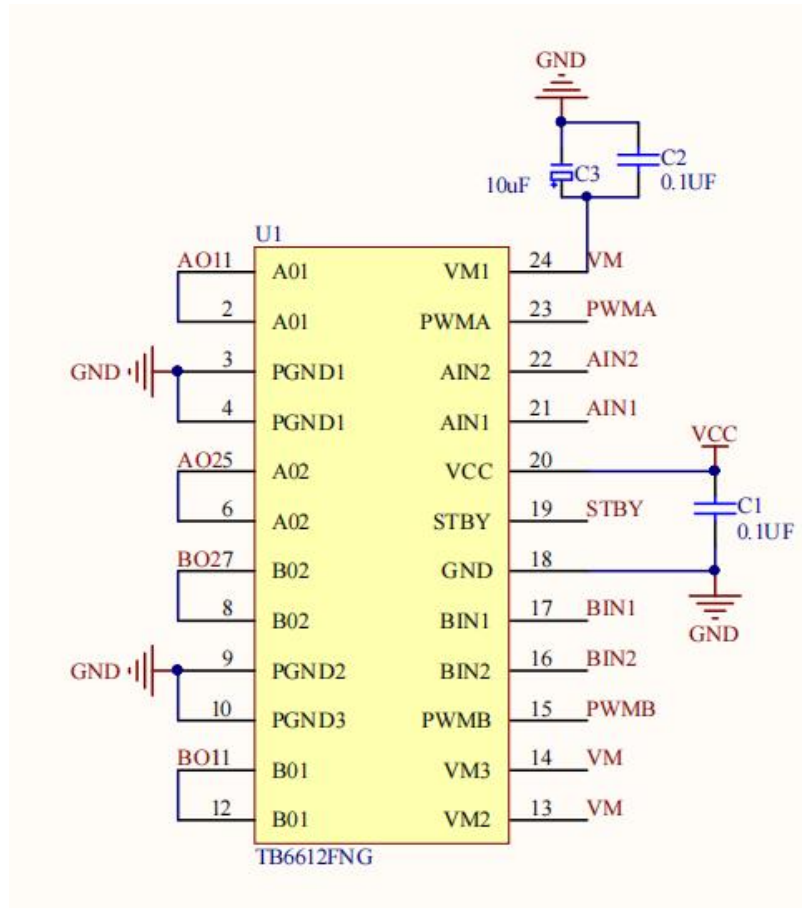 GND
C3
C2
10uF
0.1UF
U1
AO11 A01 VM1 24 VM
2 A01 PWMA 23 PWMA
GND 3 PGND1 AIN2 22 AIN2
4 PGND1 AIN1 21 AIN1
VCC
AO25 A02 VCC 20
6 A02 STBY 19 STBY
C1
0.1UF
BO27 B02 GND 18
8 B02 BIN1 17 BIN1
GND
GND 9 PGND2 BIN2 16 BIN2
10 PGND3 PWMB 15 PWMB
BO11 B01 VM3 14 VM
12 B01 VM2 13 VM
TB6612FNG